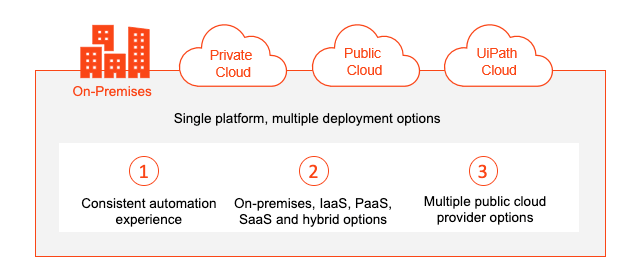 On-Premises
Private
Cloud
Public
Cloud
UiPath
Cloud
Single platform, multiple deployment options
1
Consistent automation
experience
2
On-premises, IaaS, PaaS,
SaaS and hybrid options
3
Multiple public cloud
provider options